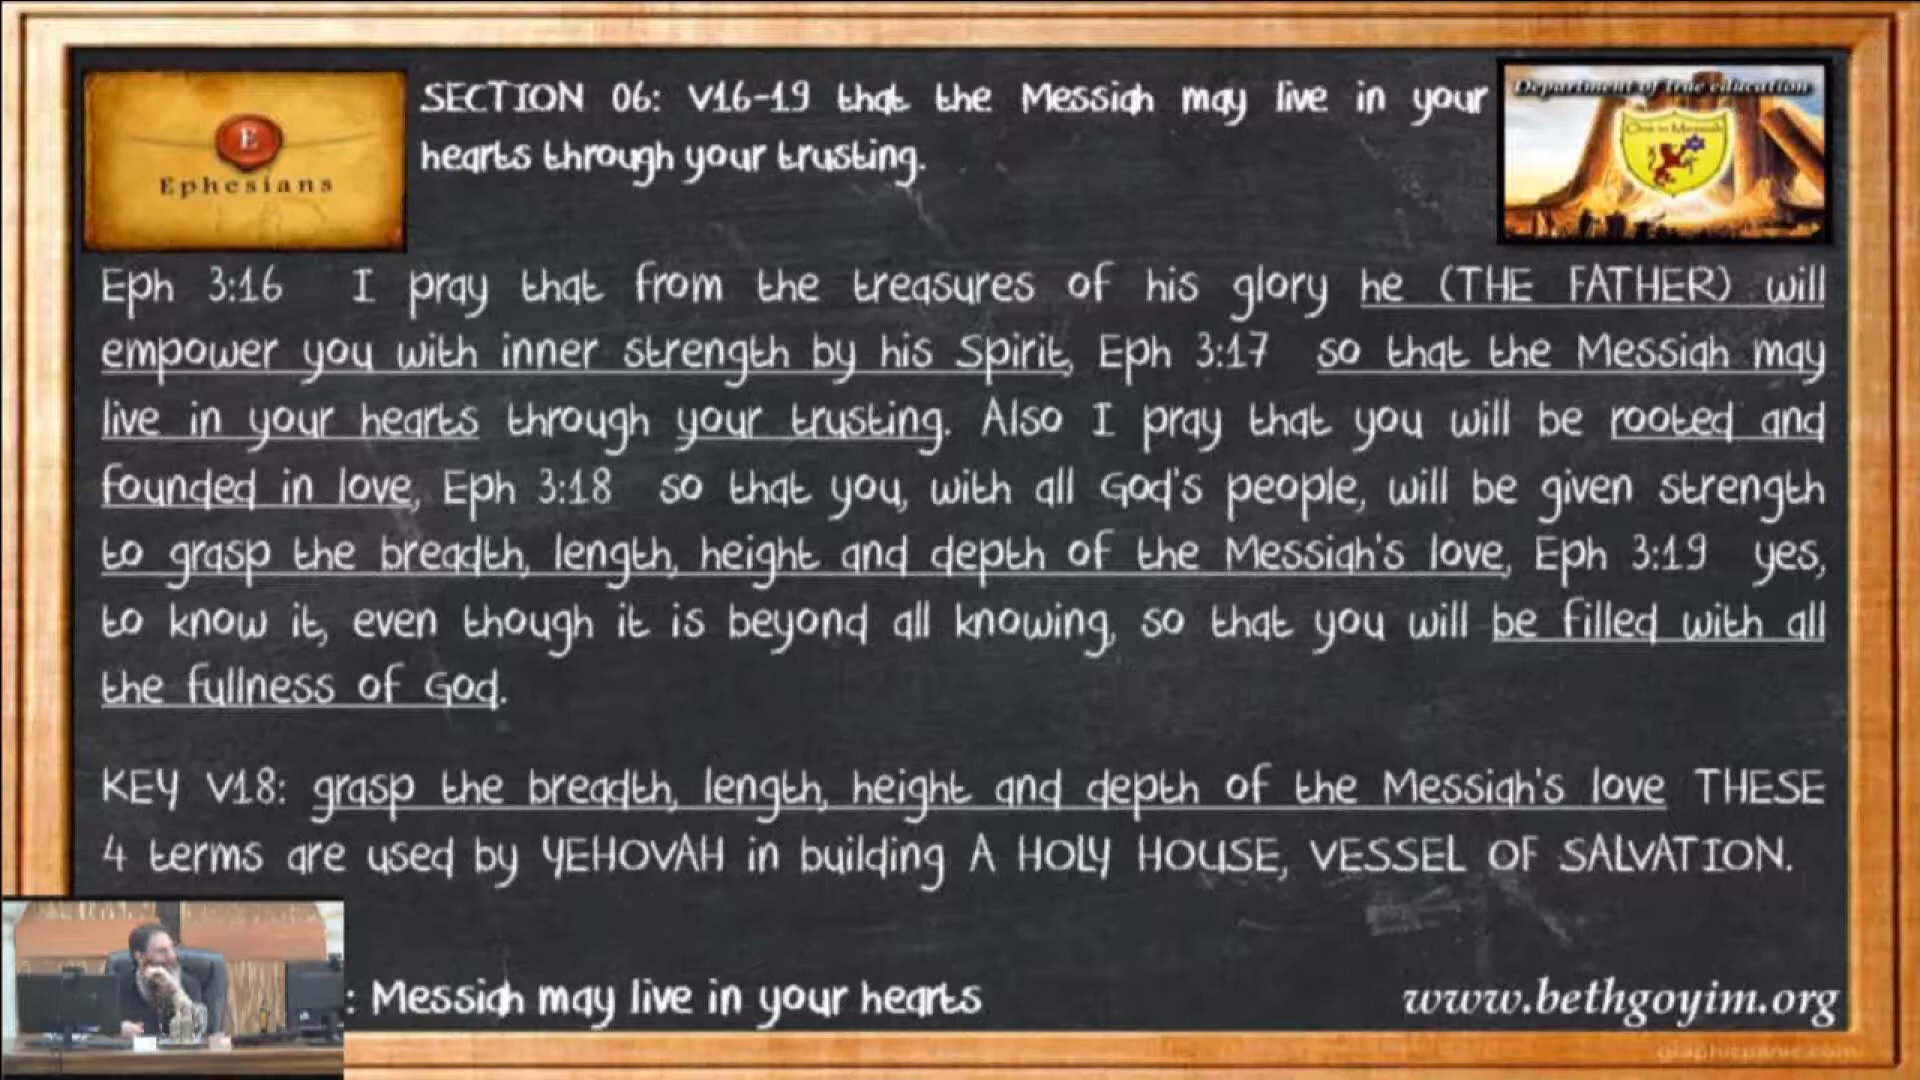 E
Ephesians
SECTION 06: V16-19 that the Messiah may live in your
hearts through your trusting.
Department of true education
One in Messiah
Eph 3:16 I pray that from the treasures of his glory he (THE FATHER) will
empower you with inner strength by his Spirit, Eph 3:17 so that the Messiah may
live in your hearts through your trusting. Also I pray that you will be rooted and
founded in love, Eph 3:18 so that you, with all God's people, will be given strength
to grasp the breadth, length, height and depth of the Messiah's love, Eph 3:19 yes,
to know it, even though it is beyond all knowing, so that you will be filled with all
the fullness of God.
KEY V18: grasp the breadth, length, height and depth of the Messiah's love THESE
4 terms are used by YEHOVAH in building A HOLY HOUSE, VESSEL OF SALVATION.
: Messiah may live in your hearts
www.bethgoyim.org
graphicpanic.com